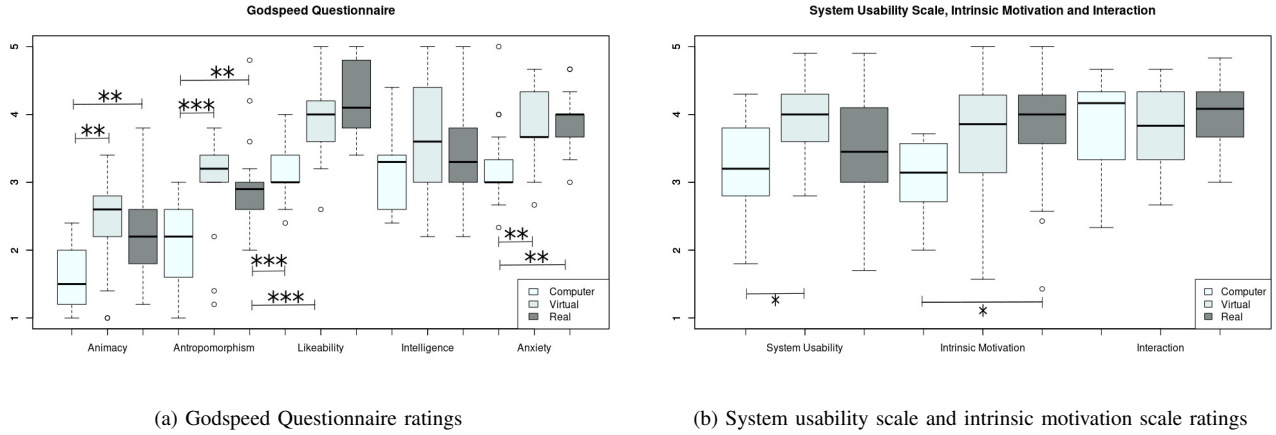 Godspeed Questionnaire
5
4
3
2
1
**
**
***
**
***
***
**
**
Computer
Virtual
Real
Animacy Antropomorphism Likeability Intelligence Anxiety
(a) Godspeed Questionnaire ratings
System Usability Scale, Intrinsic Motivation and Interaction
5
4
3
2
1
*
*
Computer
Virtual
Real
System Usability Intrinsic Motivation Interaction
(b) System usability scale and intrinsic motivation scale ratings